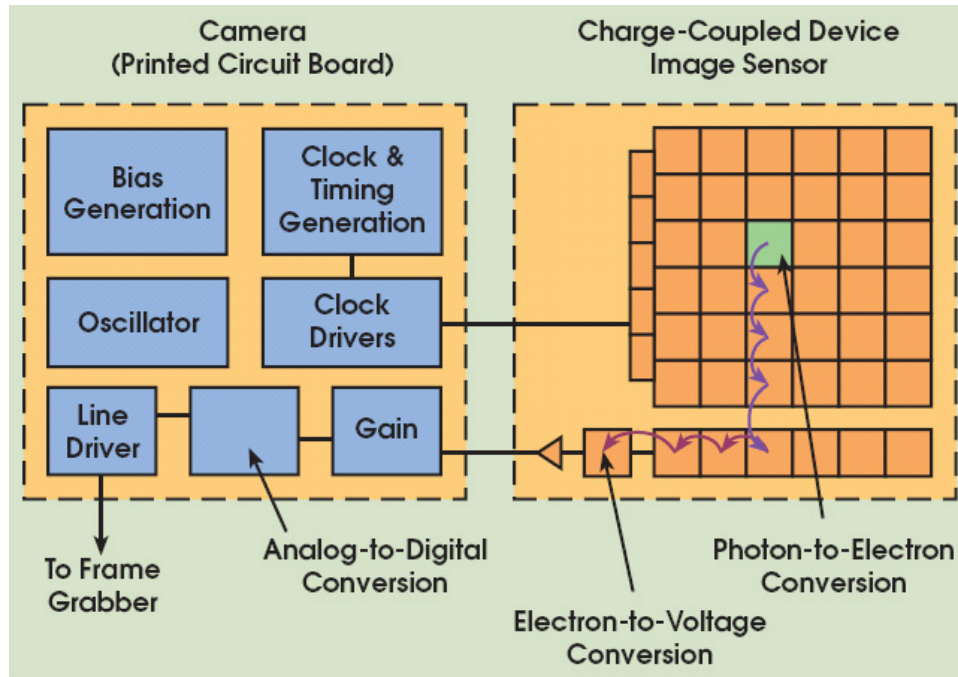 Camera
(Printed Circuit Board)
Charge-Coupled Device
Image Sensor
Bias
Generation
Clock &
Timing
Generation
Oscillator
Clock
Drivers
Line
Driver
Gain
Analog-to-Digital
Conversion
To Frame
Grabber
Photon-to-Electron
Conversion
Electron-to-Voltage
Conversion